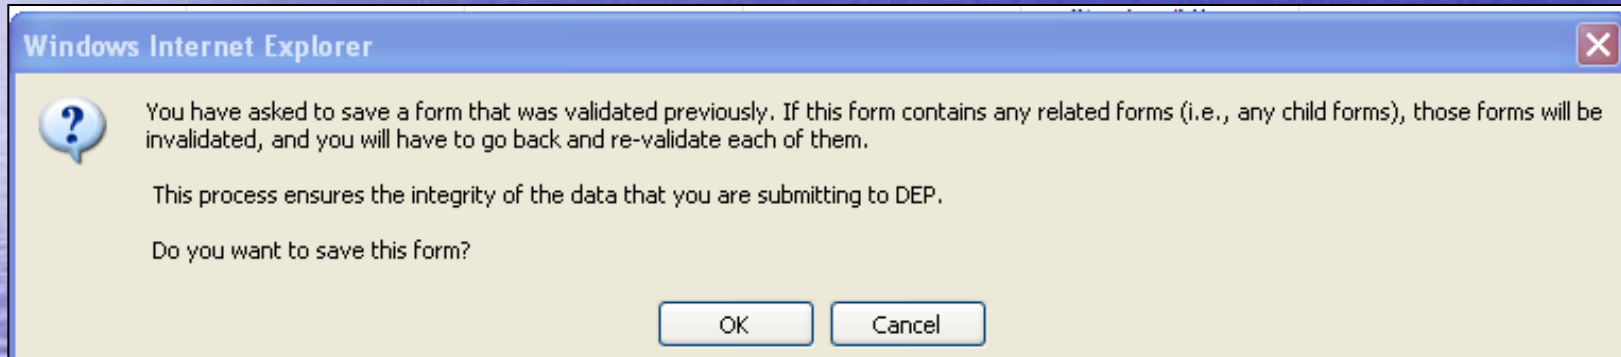 Windows Internet Explorer
You have asked to save a form that was validated previously. If this form contains any related forms (i.e., any child forms), those forms will be
invalidated, and you will have to go back and re-validate each of them.
This process ensures the integrity of the data that you are submitting to DEP.
Do you want to save this form?
OK
Cancel